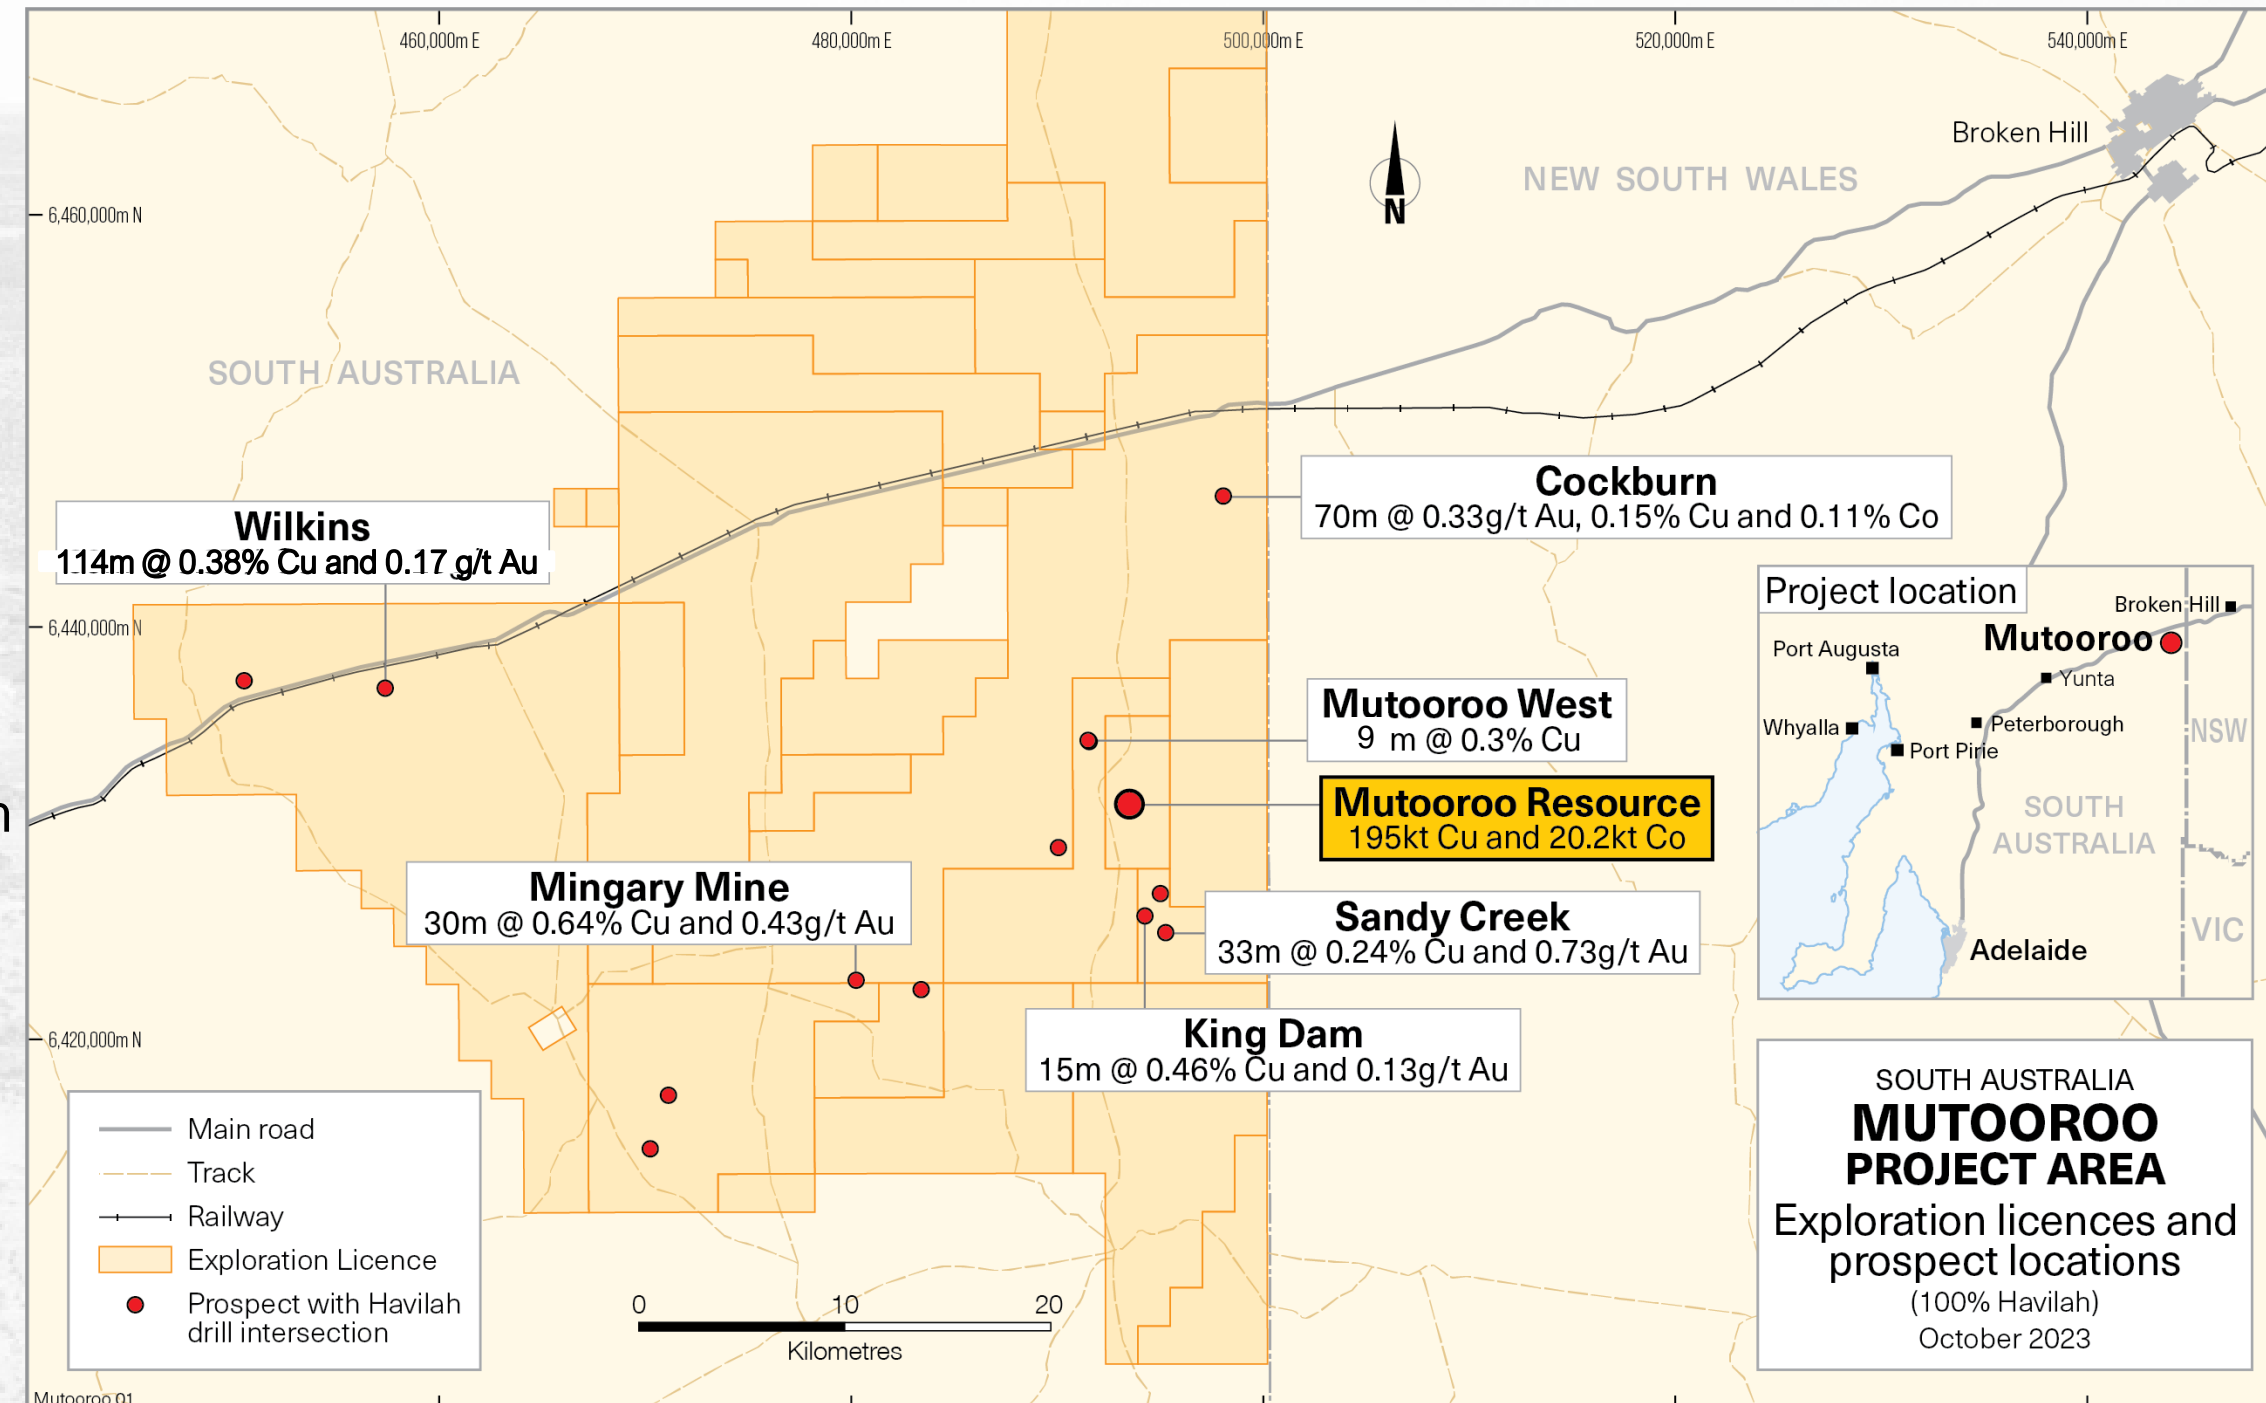 460,000m E
480,000m E
500,000m E
520,000m E
540,000m E
Broken Hill
NEW SOUTH WALES
N
6,460,000m N
SOUTH AUSTRALIA
Cockburn
70m @ 0.33g/t Au, 0.15% Cu and 0.11% Co
Wilkins
114m @ 0.38% Cu and 0.17 g/t Au
6,440,000m N
Project location
Broken Hill
Mutooroo
Port Augusta
Yunta
Whyalla
Peterborough
Port Pirie
NSW
SOUTH
AUSTRALIA
VIC
Adelaide
Mutooroo West
9 m @ 0.3% Cu
Mutooroo Resource
195kt Cu and 20.2kt Co
Mingary Mine
30m @ 0.64% Cu and 0.43g/t Au
Sandy Creek
33m @ 0.24% Cu and 0.73g/t Au
King Dam
15m @ 0.46% Cu and 0.13g/t Au
6,420,000m N
Main road
Track
Railway
Exploration Licence
Prospect with Havilah
drill intersection
0 10 20
Kilometres
SOUTH AUSTRALIA
MUTOOROO
PROJECT AREA
Exploration licences and
prospect locations
(100% Havilah)
October 2023
Mutooroo 01